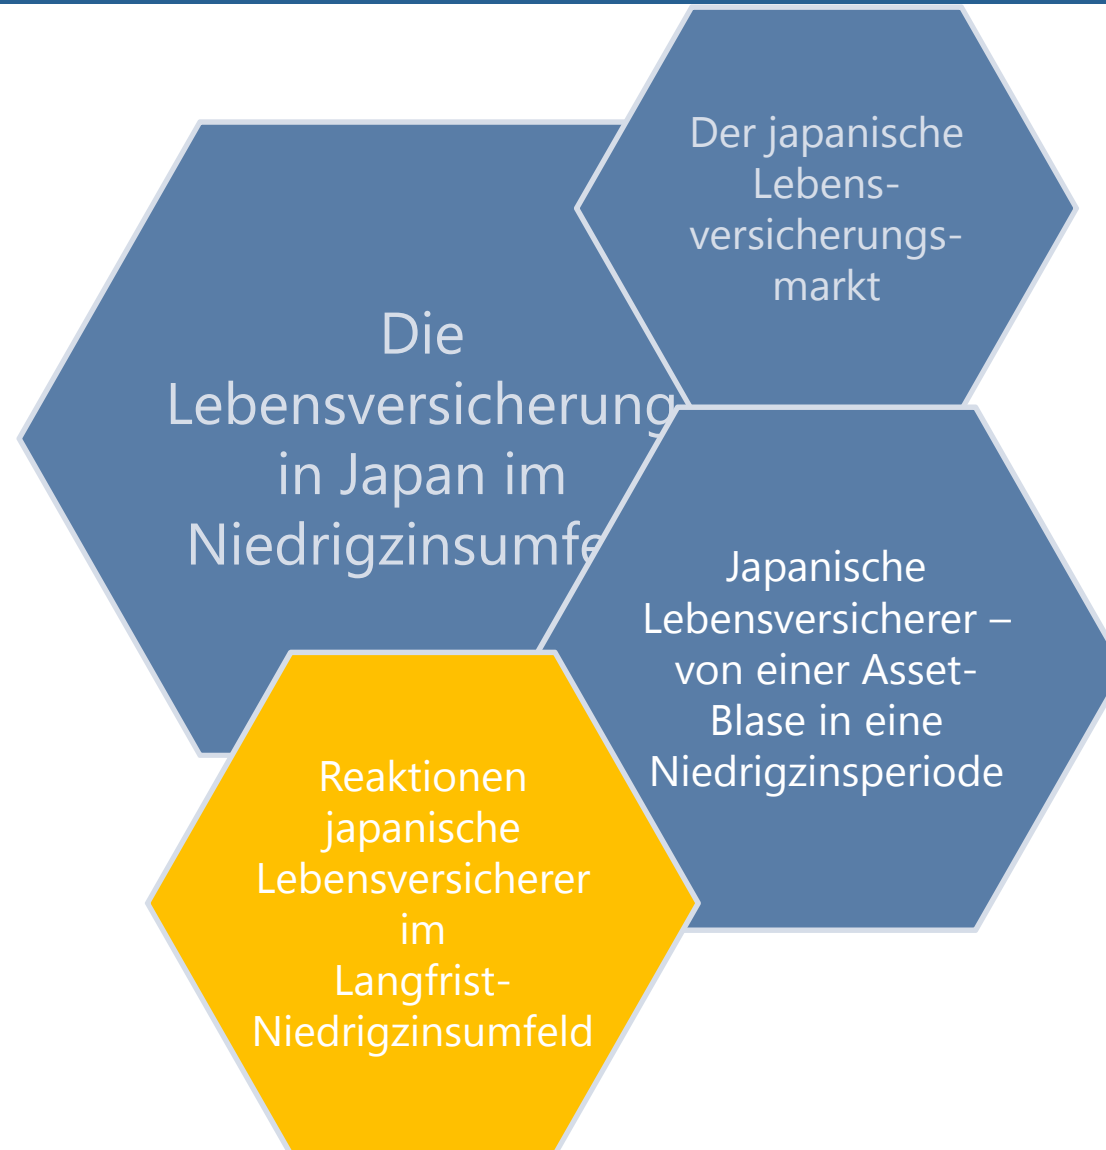 Der japanische
Lebens-
versicherungs-
markt
Die
Lebensversicherung
in Japan im
Niedrigzinsumfe
Japanische
Lebensversicherer –
von einer Asset-
Blase in eine
Niedrigzinsperiode
Reaktionen
japanische
Lebensversicherer
im
Langfrist-
Niedrigzinsumfeld